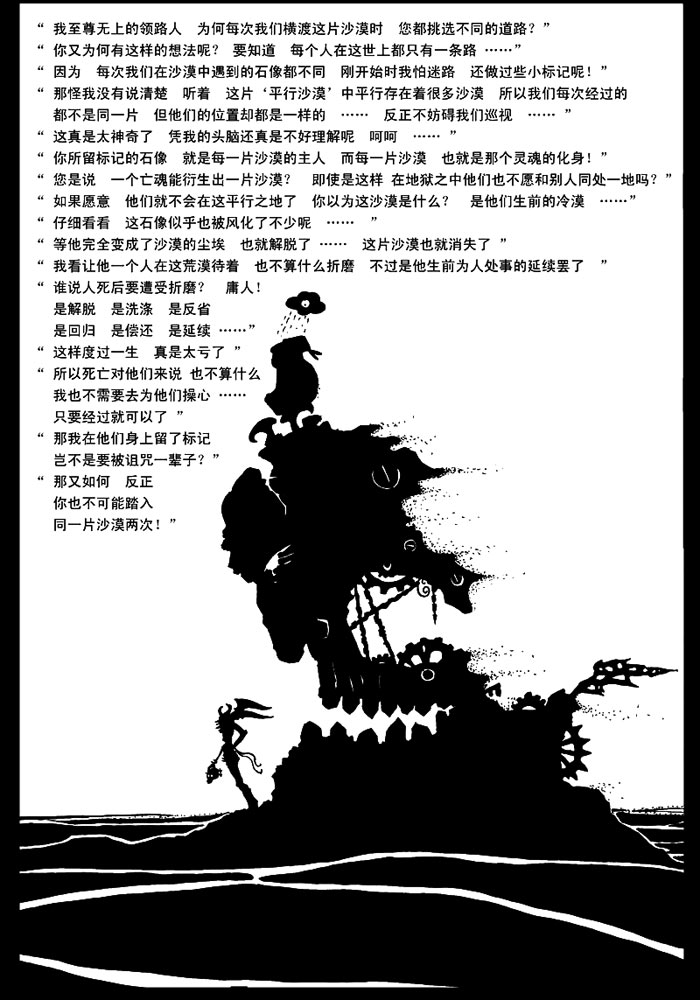 “ 我至尊无上的领路人 为何每次我们横渡这片沙漠时 您都挑选不同的道路？”
“ 你又为何有这样的想法呢？ 要知道 每个人在这世上都只有一条路 ……”
“ 因为 每次我们在沙漠中遇到的石像都不同 刚开始时我怕迷路 还做过些小标记呢！”
“ 那怪我没有说清楚 听着 这片‘平行沙漠’中平行存在着很多沙漠 所以我们每次经过的
都不是同一片 但他们的位置却都是一样的 …… 反正不妨碍我们巡视 …… ”
“ 这真是太神奇了 凭我的头脑还真是不好理解呢 呵呵 …… ”
“ 你所留标记的石像 就是每一片沙漠的主人 而每一片沙漠 也就是那个灵魂的化身！”
“ 您是说 一个亡魂能衍生出一片沙漠？ 即使是这样 在地狱之中他们也不愿和别人同处一地吗？”
“ 如果愿意 他们就不会在这平行之地了 你以为这沙漠是什么？ 是他们生前的冷漠 ……”
“ 仔细看看 这石像似乎也被风化了不少呢 …… ”
“ 等他完全变成了沙漠的尘埃 也就解脱了 …… 这片沙漠也就消失了 ”
“ 我看让他一个人在这荒漠待着 也不算什么折磨 不过是他生前为人处事的延续罢了 ”
“ 谁说人死后要遭受折磨？ 庸人！
是解脱 是洗涤 是反省
是回归 是偿还 是延续 ……”
“ 这样度过一生 真是太亏了 ”
“ 所以死亡对他们来说 也不算什么
我也不需要去为他们操心 ……
只要经过就可以了 ”
“ 那我在他们身上留了标记
岂不是要被诅咒一辈子？”
“ 那又如何 反正
你也不可能踏入
同一片沙漠两次！”